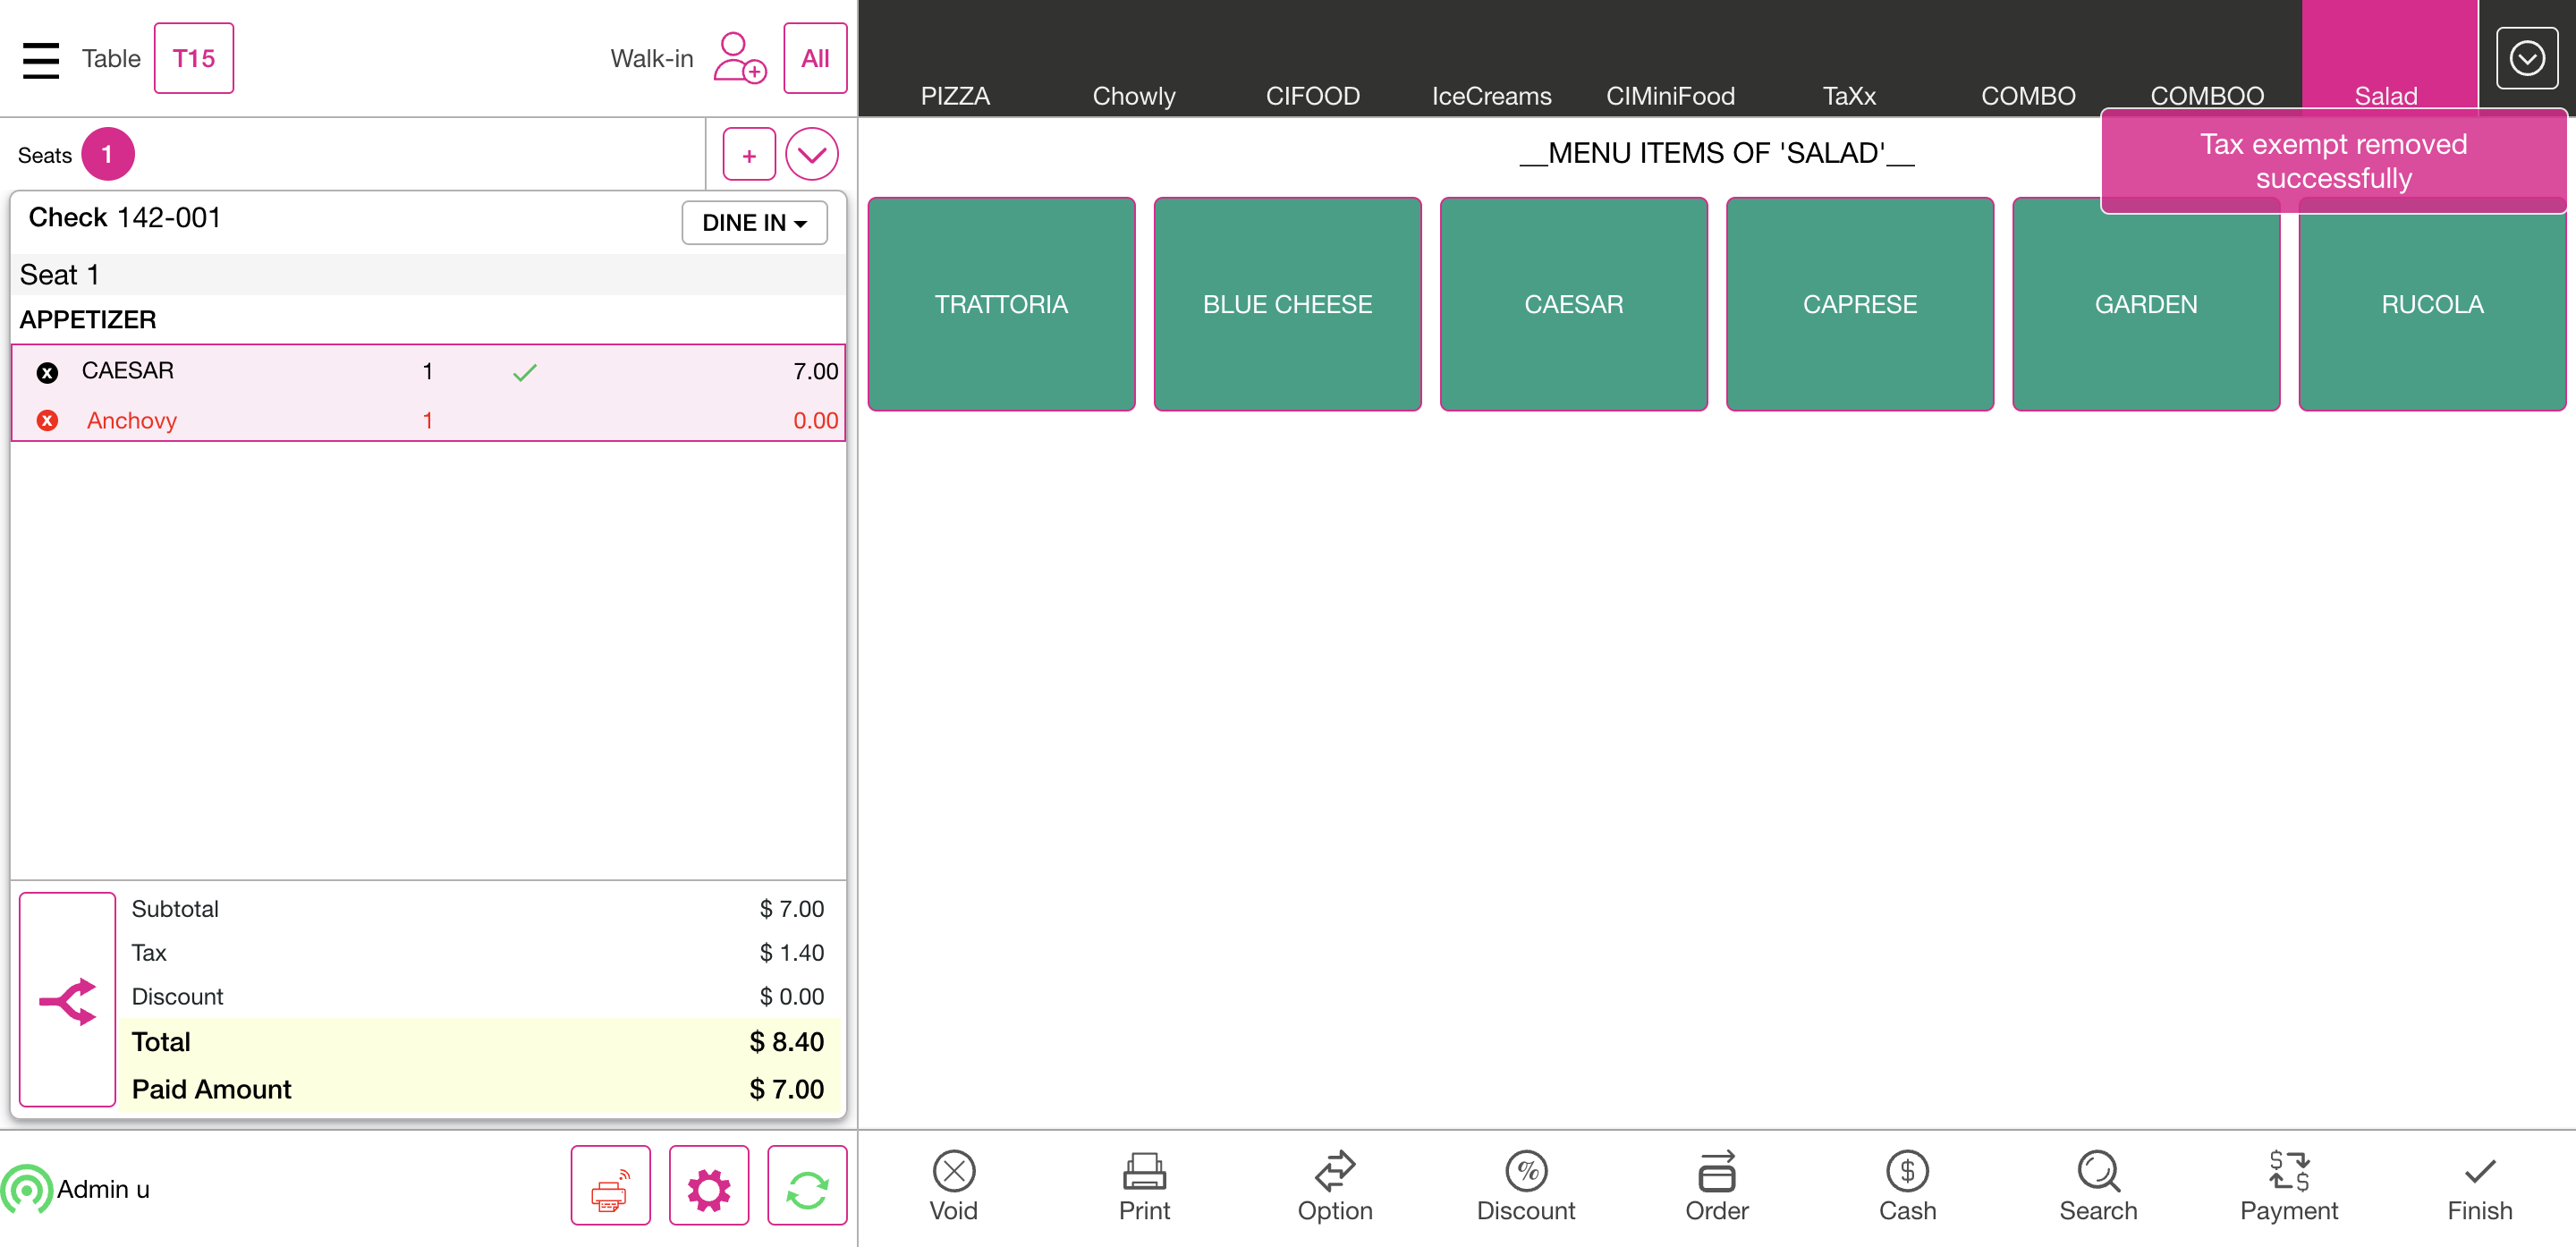 Table T15 Walk-in All
PIZZA Chowly CIFOOD IceCreams CIMiniFood TaXx COMBO COMBOO Salad
Tax exempt removed
successfully
Seats 1 +
Check 142-001 DINE IN
Seat 1
APPETIZER
x CAESAR 1 7.00
x Anchovy 1 0.00
__MENU ITEMS OF 'SALAD'__
TRATTORIA BLUE CHEESE CAESAR CAPRESE GARDEN RUCOLA
Subtotal $ 7.00
Tax $ 1.40
Discount $ 0.00
Total $ 8.40
Paid Amount $ 7.00
Admin u
Void Print Option Discount Order Cash Search Payment Finish